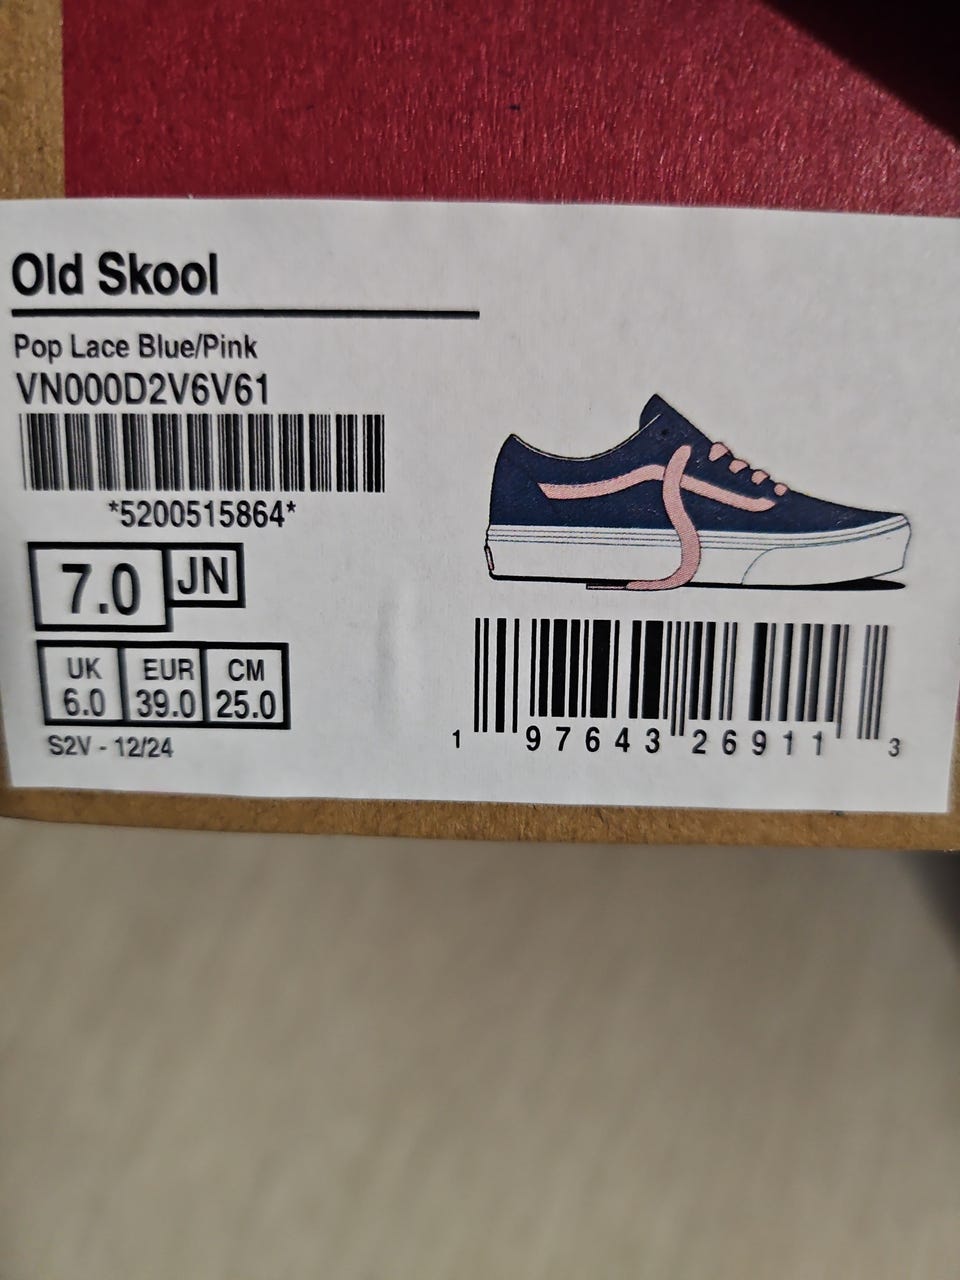 Old Skool
Pop Lace Blue/Pink
VN000D2V6V61
*5200515864*
7.0 JN
UK EUR CM
6.0 39.0 25.0
S2V - 12/24
1 97643 26911 3